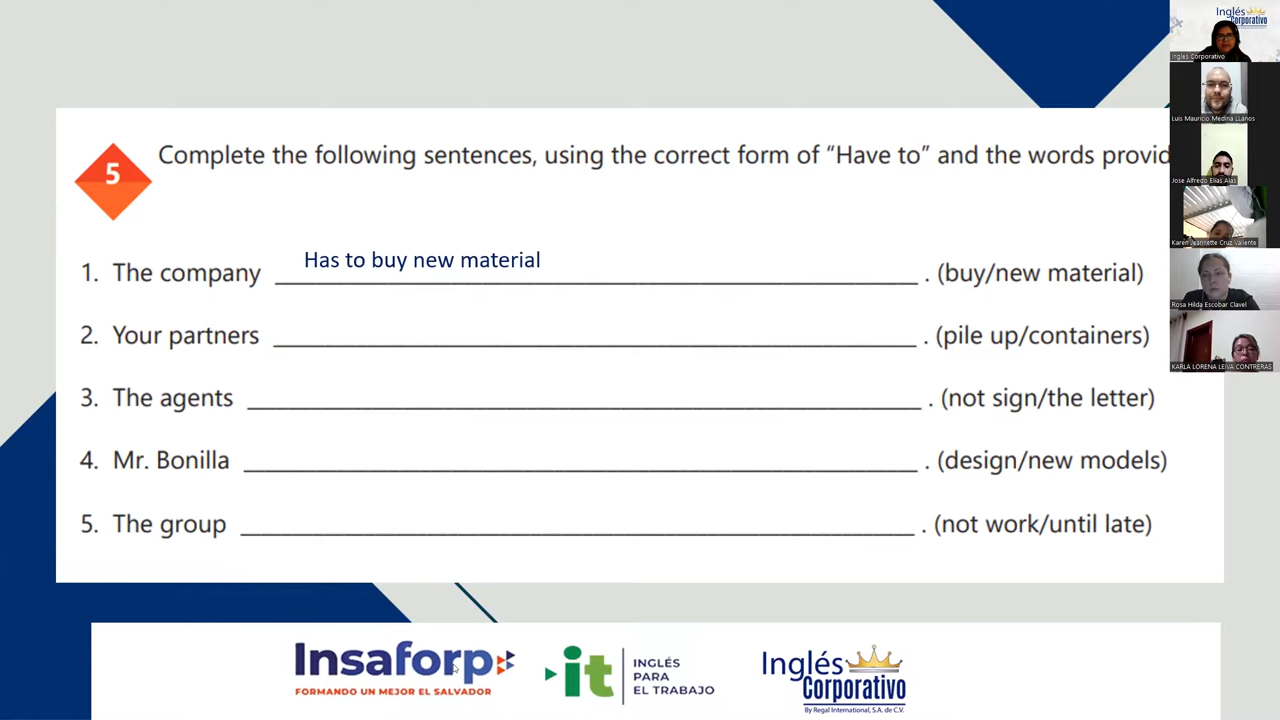 5
Complete the following sentences, using the correct form of “Have to” and the words provid
1. The company Has to buy new material . (buy/new material)
2. Your partners . (pile up/containers)
3. The agents . (not sign/the letter)
4. Mr. Bonilla . (design/new models)
5. The group . (not work/until late)
Insaforp
FORMANDO UN MEJOR EL SALVADOR
it
INGLÉS
PARA
EL TRABAJO
Inglés
Corporativo
By Regal International, S.A. de C.V.
Inglés
Corporativo
Ingles Corporativo
Luis Mauricio Medina LLanos
Jose Alfredo Elias Alas
Karen Jeannette Cruz Valiente
Rosa Hilda Escobar Clavel
KARLA LORENA LEIVA CONTRERAS